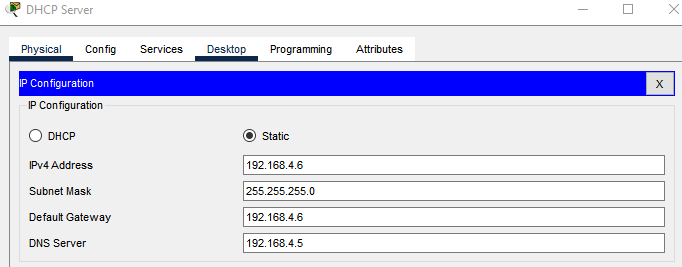 DHCP Server
Physical Config Services Desktop Programming Attributes
IP Configuration X
IP Configuration
DHCP Static
IPv4 Address 192.168.4.6
Subnet Mask 255.255.255.0
Default Gateway 192.168.4.6
DNS Server 192.168.4.5